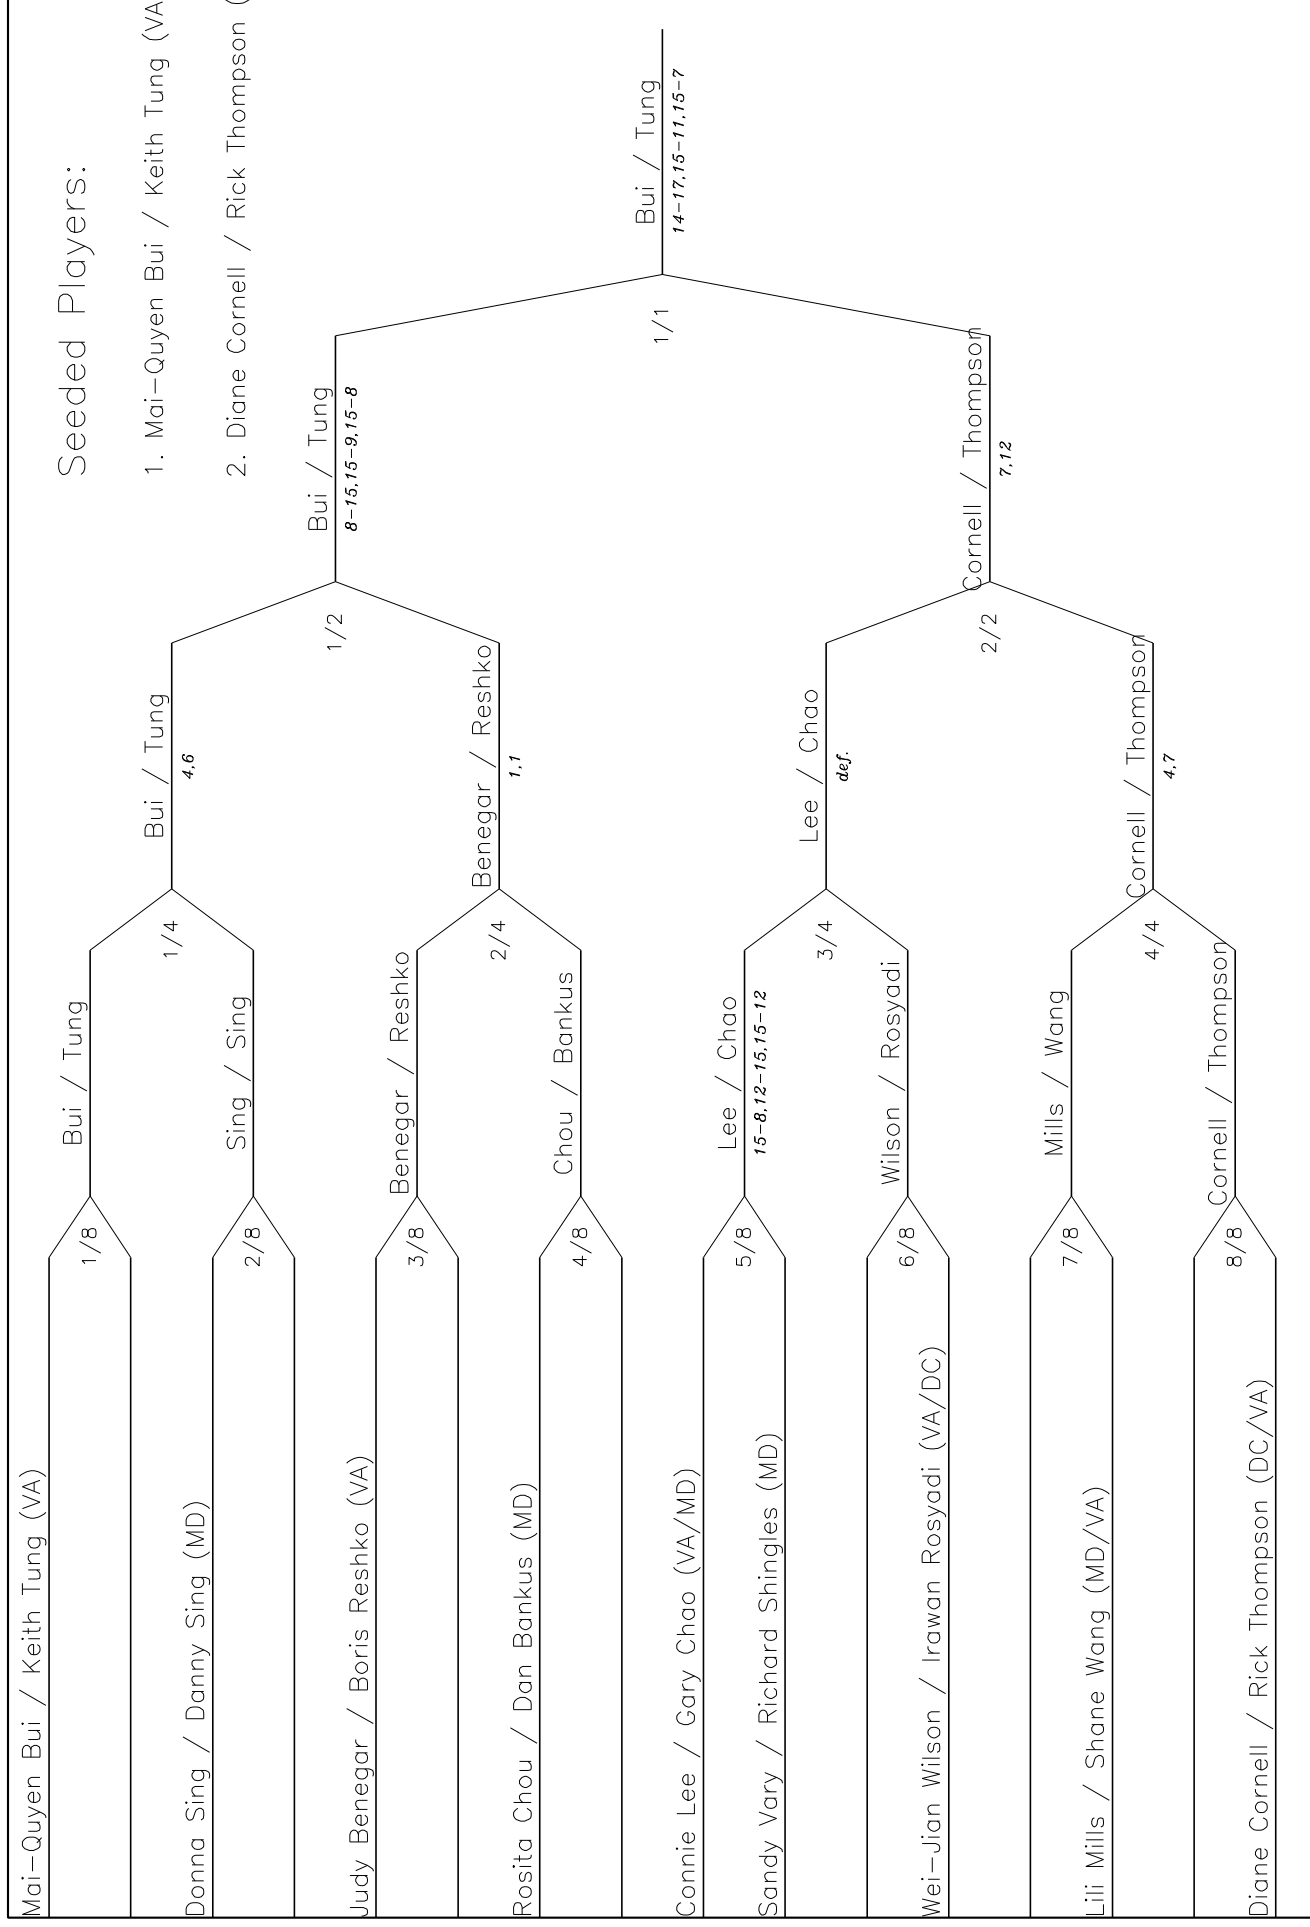 Seeded Players:
1. Mai-Quyen Bui / Keith Tung (VA
2. Diane Cornell / Rick Thompson (
Mai-Quyen Bui / Keith Tung (VA)
Donna Sing / Danny Sing (MD)
Judy Benegar / Boris Reshko (VA)
Rosita Chou / Dan Bankus (MD)
Connie Lee / Gary Chao (VA/MD)
Sandy Vary / Richard Shingles (MD)
Wei-Jian Wilson / Irawan Rosyadi (VA/DC)
Lili Mills / Shane Wang (MD/VA)
Diane Cornell / Rick Thompson (DC/VA)
1/8
2/8
3/8
4/8
5/8
6/8
7/8
8/8
Bui / Tung
Sing / Sing
Benegar / Reshko
Chou / Bankus
Lee / Chao
15-8,12-15,15-12
Wilson / Rosyadi
Mills / Wang
Cornell / Thompson
1/4
2/4
3/4
4/4
Bui / Tung
4,6
Benegar / Reshko
1,1
Lee / Chao
def.
Cornell / Thompson
4,7
1/2
2/2
Bui / Tung
8-15,15-9,15-8
Cornell / Thompson
7,12
1/1
Bui / Tung
14-17,15-11,15-7